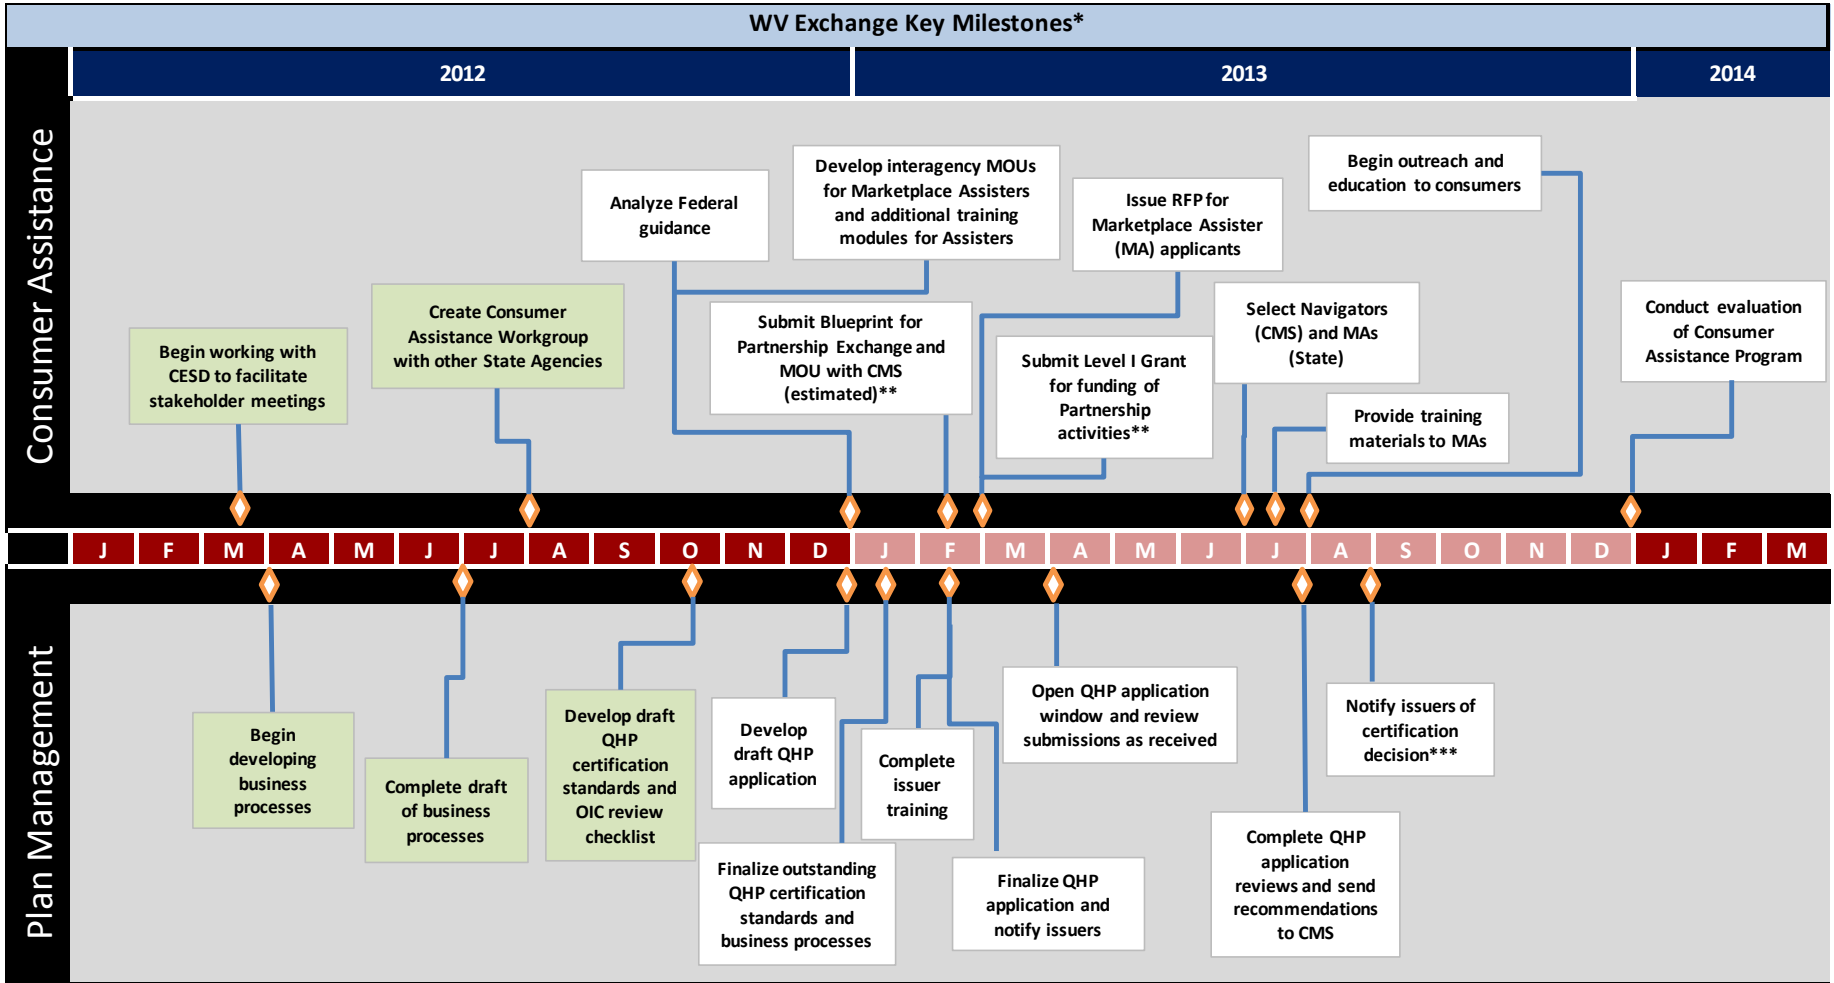 WV Exchange Key Milestones*
2012
2013
2014
Consumer Assistance
Begin working with
CESD to facilitate
stakeholder meetings
Create Consumer
Assistance Workgroup
with other State Agencies
Analyze Federal
guidance
Develop interagency MOUs
for Marketplace Assisters
and additional training
modules for Assisters
Submit Blueprint for
Partnership Exchange and
MOU with CMS
(estimated)**
Issue RFP for
Marketplace Assister
(MA) applicants
Submit Level I Grant
for funding of
Partnership
activities**
Select Navigators
(CMS) and MAs
(State)
Begin outreach and
education to consumers
Provide training
materials to MAs
Conduct evaluation
of Consumer
Assistance Program
J F M A M J J A S O N D J F M A M J J A S O N D J F M
Plan Management
Begin
developing
business
processes
Complete draft
of business
processes
Develop draft
QHP
certification
standards and
OIC review
checklist
Develop
draft QHP
application
Finalize outstanding
QHP certification
standards and
business processes
Complete
issuer
training
Finalize QHP
application and
notify issuers
Open QHP application
window and review
submissions as received
Complete QHP
application
reviews and send
recommendations
to CMS
Notify issuers of
certification
decision***